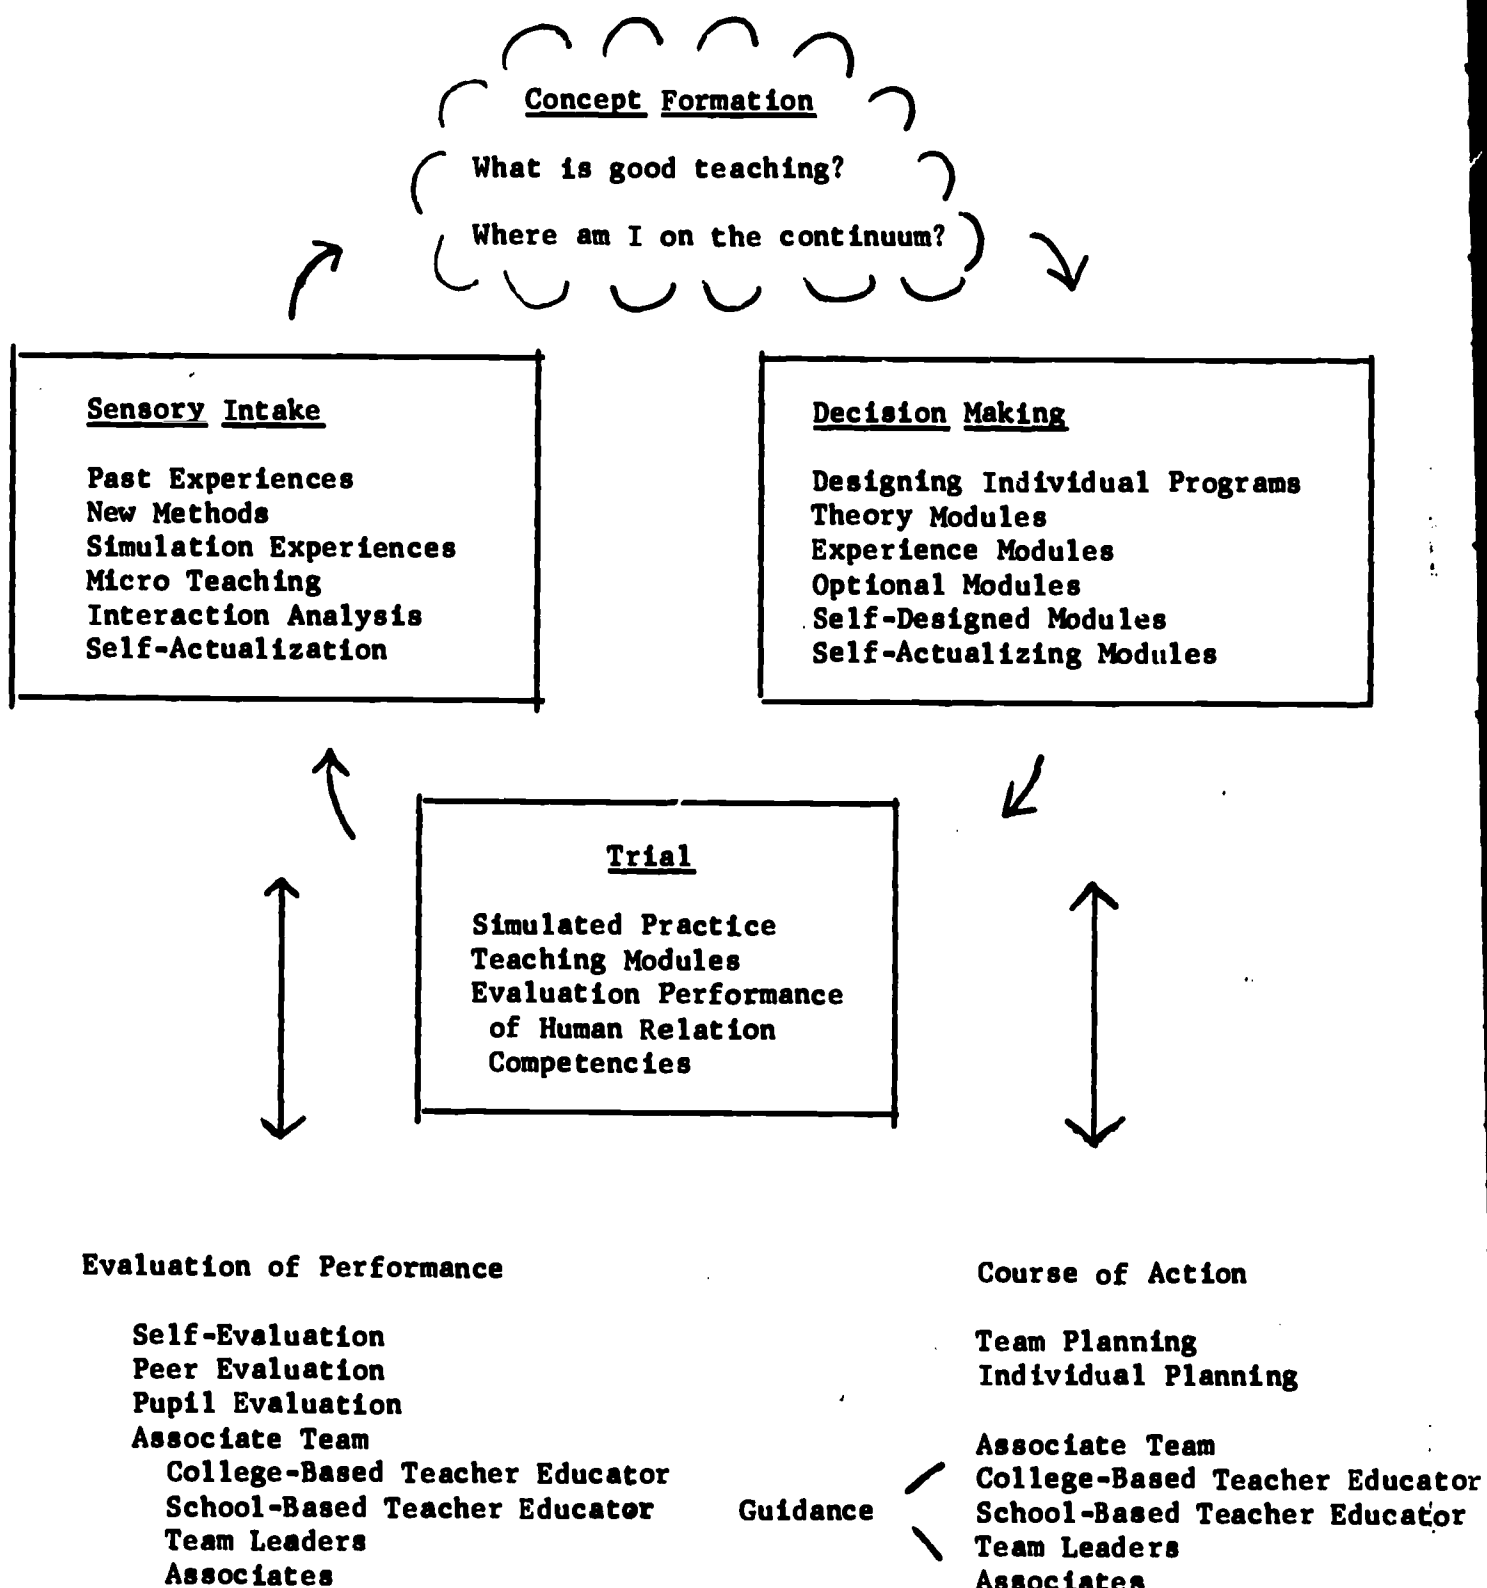 Concept Formation
What is good teaching?
Where am I on the continuum?
Sensory Intake
Past Experiences
New Methods
Simulation Experiences
Micro Teaching
Interaction Analysis
Self-Actualization
Decision Making
Designing Individual Programs
Theory Modules
Experience Modules
Optional Modules
Self-Designed Modules
Self-Actualizing Modules
Trial
Simulated Practice
Teaching Modules
Evaluation Performance
of Human Relation
Competencies
Evaluation of Performance
Self-Evaluation
Peer Evaluation
Pupil Evaluation
Associate Team
College-Based Teacher Educator
School-Based Teacher Educator
Team Leaders
Associates
Guidance
Course of Action
Team Planning
Individual Planning
Associate Team
College-Based Teacher Educator
School-Based Teacher Educator
Team Leaders
Associates